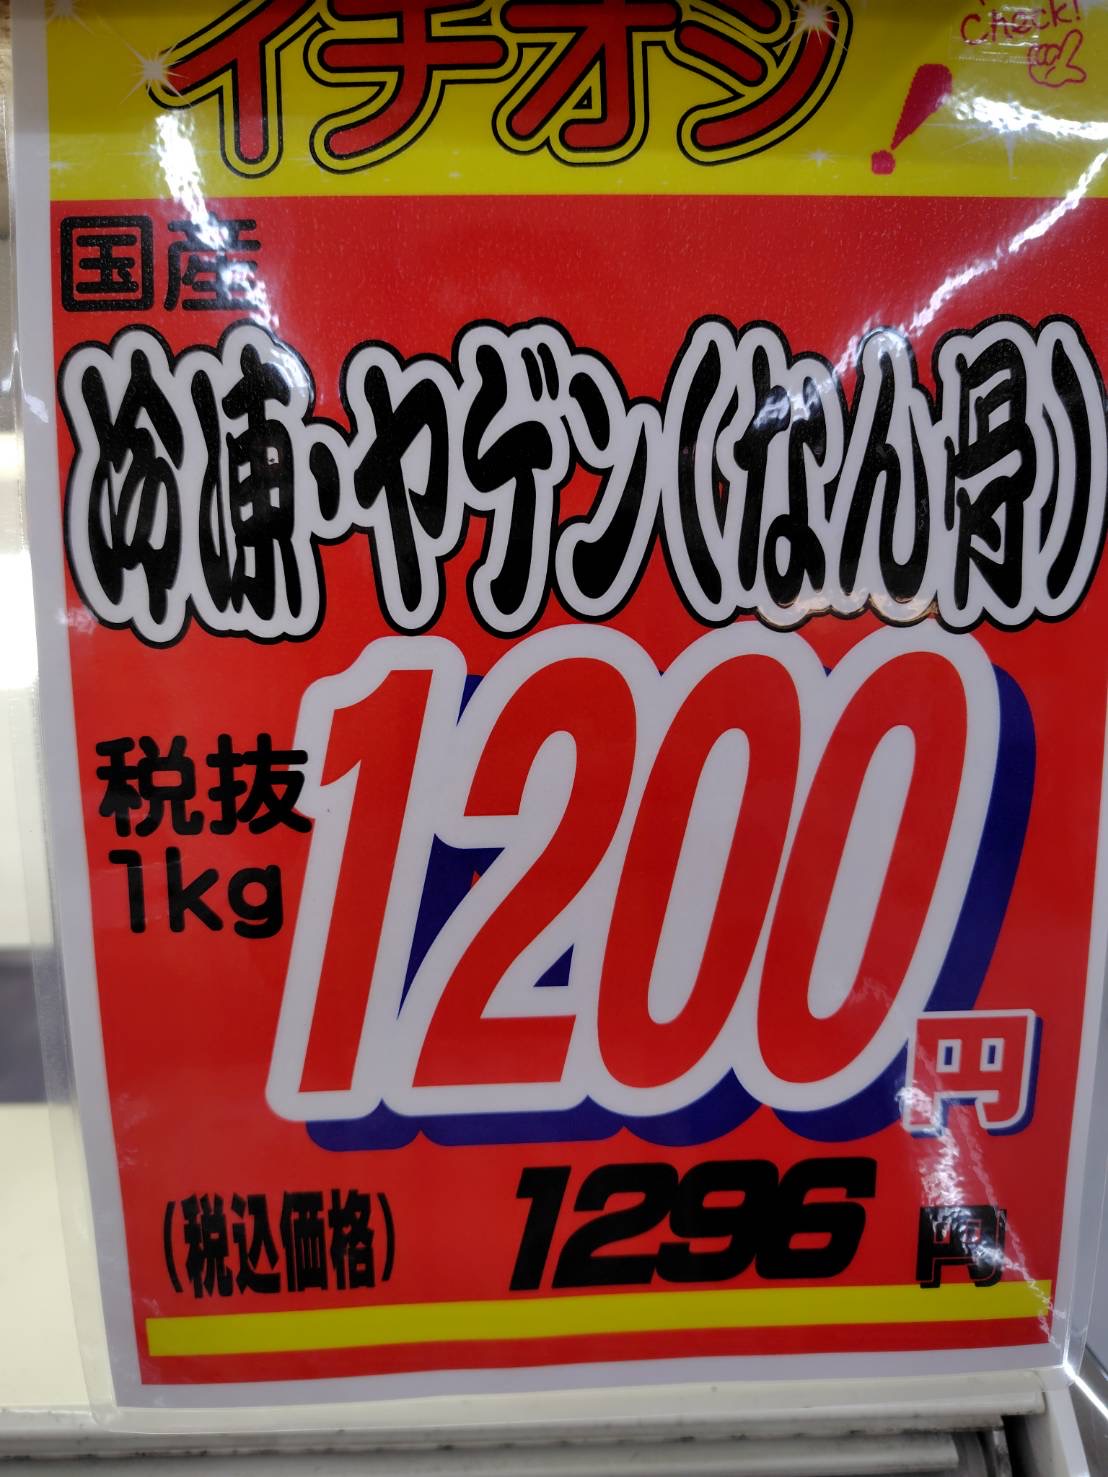 Check!
イチオシ!
国産
冷凍・ヤゲン(なん骨)
税抜
1kg
1200円
(税込価格) 1296円